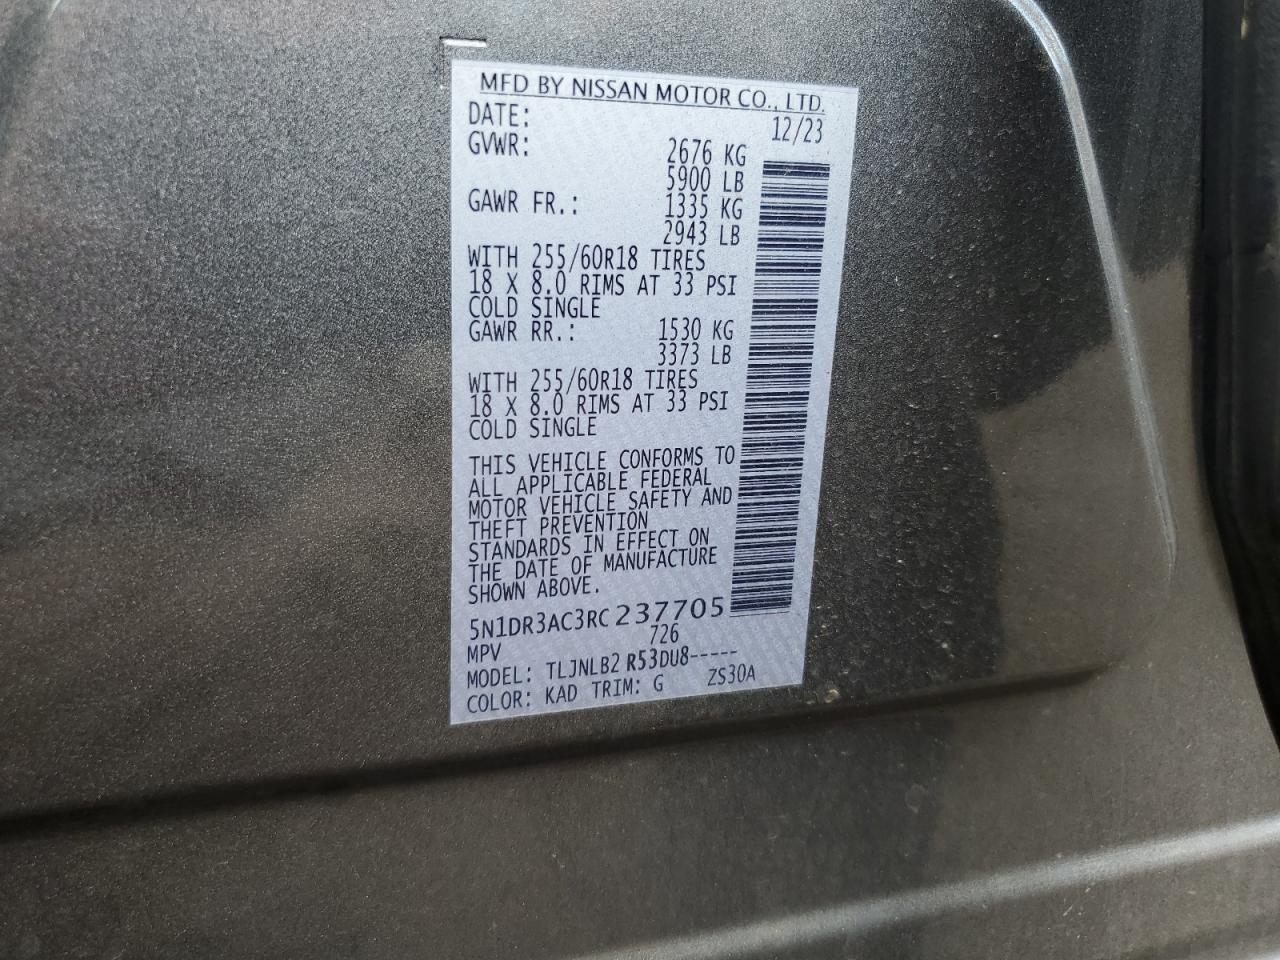 MFD BY NISSAN MOTOR CO., LTD.
DATE: 12/23
GVWR: 2676 KG
5900 LB
GAWR FR.: 1335 KG
2943 LB
WITH 255/60R18 TIRES
18 X 8.0 RIMS AT 33 PSI
COLD SINGLE
GAWR RR.: 1530 KG
3373 LB
WITH 255/60R18 TIRES
18 X 8.0 RIMS AT 33 PSI
COLD SINGLE
THIS VEHICLE CONFORMS TO
ALL APPLICABLE FEDERAL
MOTOR VEHICLE SAFETY AND
THEFT PREVENTION
STANDARDS IN EFFECT ON
THE DATE OF MANUFACTURE
SHOWN ABOVE.
5N1DR3AC3RC237705
MPV 726
MODEL: TLJNLB2 R53DU8-----
COLOR: KAD TRIM: G ZS30A